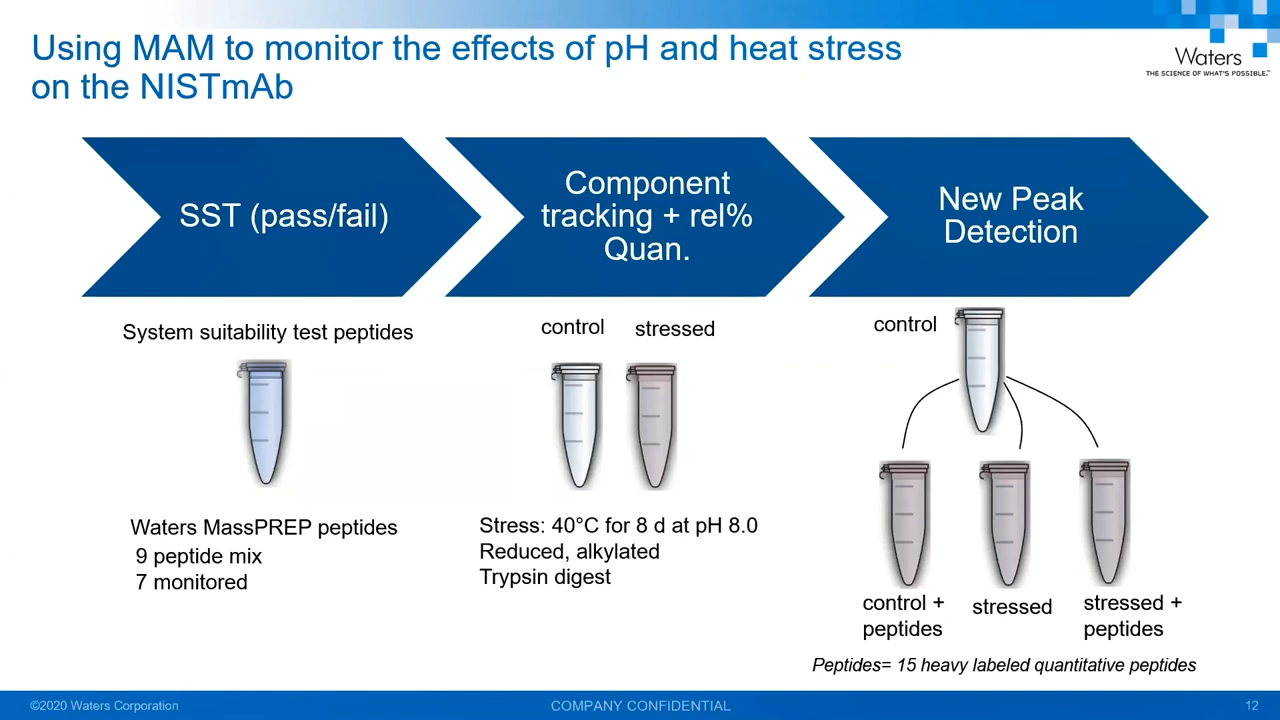 Using MAM to monitor the effects of pH and heat stress
on the NISTmAb
Waters
THE SCIENCE OF WHAT'S POSSIBLE.™
SST (pass/fail)
Component
tracking + rel%
Quan.
New Peak
Detection
System suitability test peptides
Waters MassPREP peptides
9 peptide mix
7 monitored
control
stressed
Stress: 40°C for 8 d at pH 8.0
Reduced, alkylated
Trypsin digest
control
control +
peptides
stressed
stressed +
peptides
Peptides= 15 heavy labeled quantitative peptides
©2020 Waters Corporation
COMPANY CONFIDENTIAL
12